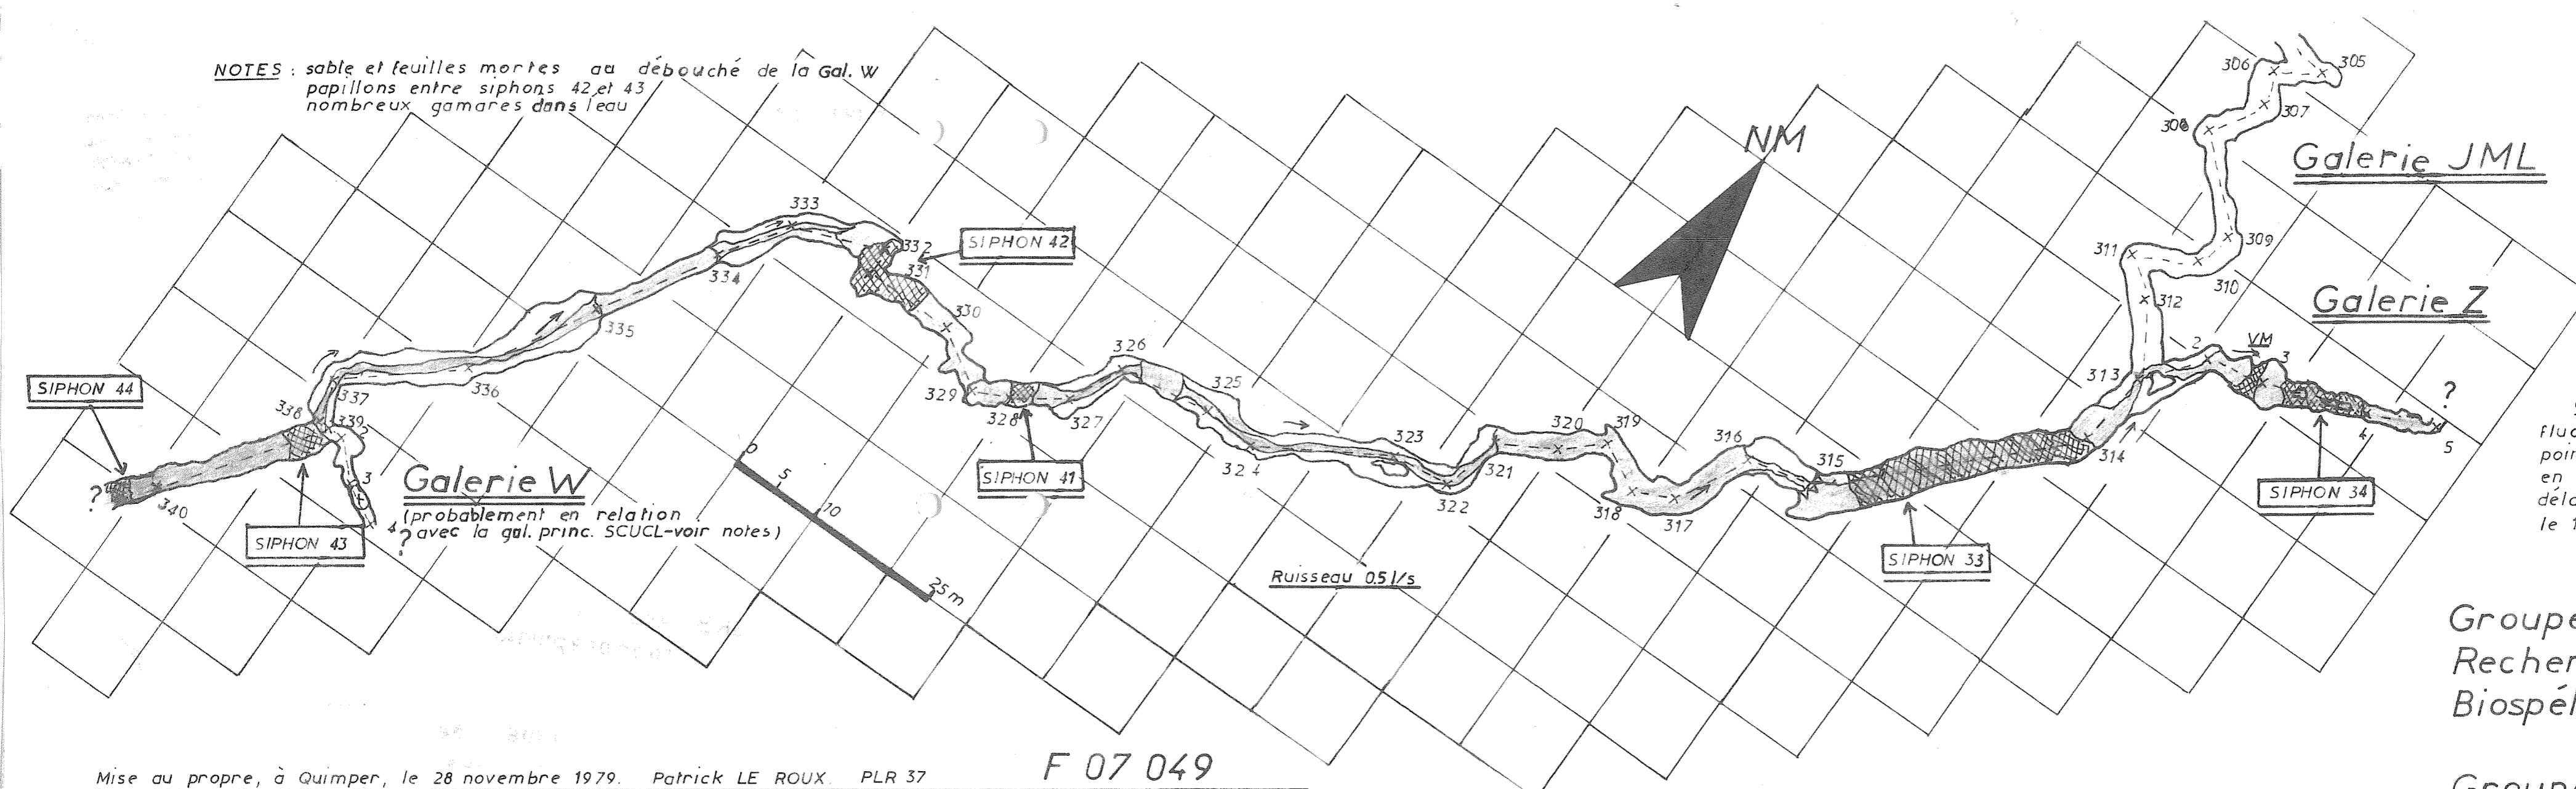 NOTES : sable et feuilles mortes au débouché de la Gal. W
papillons entre siphons 42 et 43
nombreux gamares dans l'eau
NM
Galerie JML
Galerie Z
305
306
307
308
309
310
311
312
313
2
VM
3
4
5
?
SIPHON 34
314
SIPHON 33
315
316
317
318
319
320
321
322
323
324
325
326
327
328
329
SIPHON 41
330
331
332
SIPHON 42
333
334
335
336
337
338
339
2
3
4
?
340
?
SIPHON 44
SIPHON 43
Galerie W
(probablement en relation
avec la gal. princ. SCUCL-voir notes)
0
5
10
25 m
Ruisseau 0.5 l/s
en
le 1
Groupe
Recher
Biospél
Mise au propre, à Quimper, le 28 novembre 1979. Patrick LE ROUX. PLR 37
F 07 049